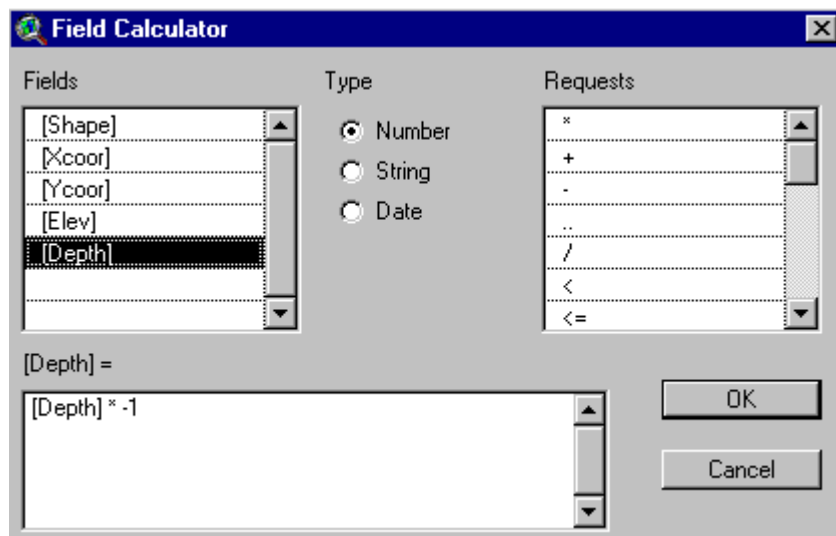 Field Calculator
Fields
Type
Requests
[Shape]
[Xcoor]
[Ycoor]
[Elev]
[Depth]
Number
String
Date
*
+
-
..
/
<
<=
[Depth] =
[Depth] * -1
OK
Cancel